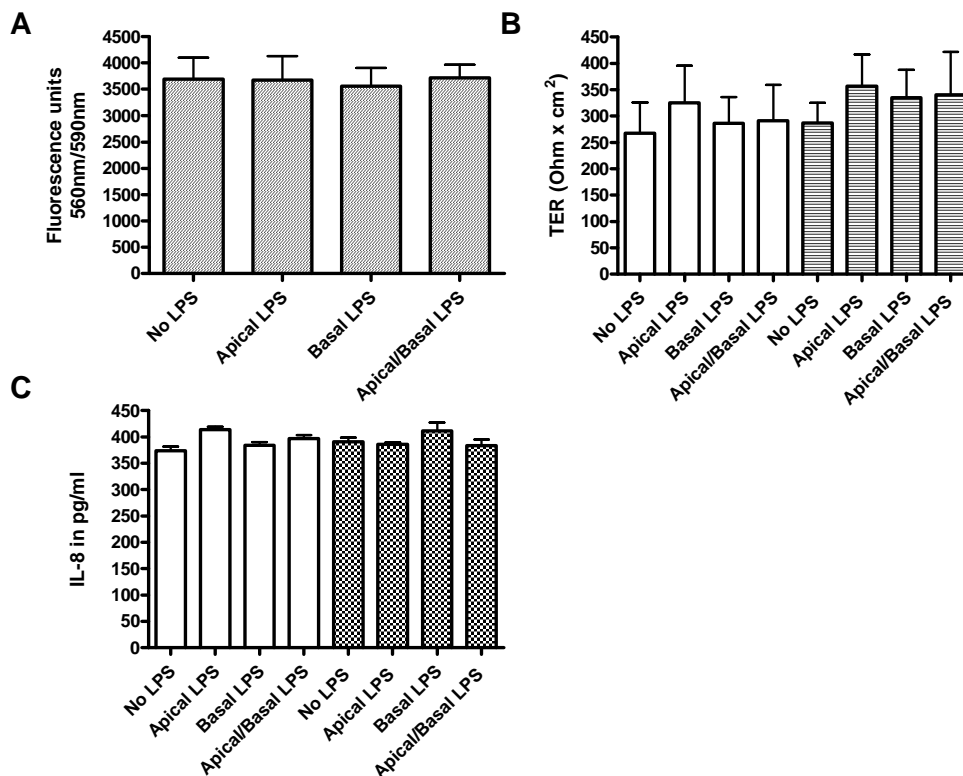 A
Fluorescence units
560nm/590nm
4500
4000
3500
3000
2500
2000
1500
1000
500
0
No LPS
Apical LPS
Basal LPS
Apical/Basal LPS
B
TER (Ohm x cm²)
450
400
350
300
250
200
150
100
50
0
No LPS
Apical LPS
Basal LPS
Apical/Basal LPS
No LPS
Apical LPS
Basal LPS
Apical/Basal LPS
C
IL-8 in pg/ml
450
400
350
300
250
200
150
100
50
0
No LPS
Apical LPS
Basal LPS
Apical/Basal LPS
No LPS
Apical LPS
Basal LPS
Apical/Basal LPS